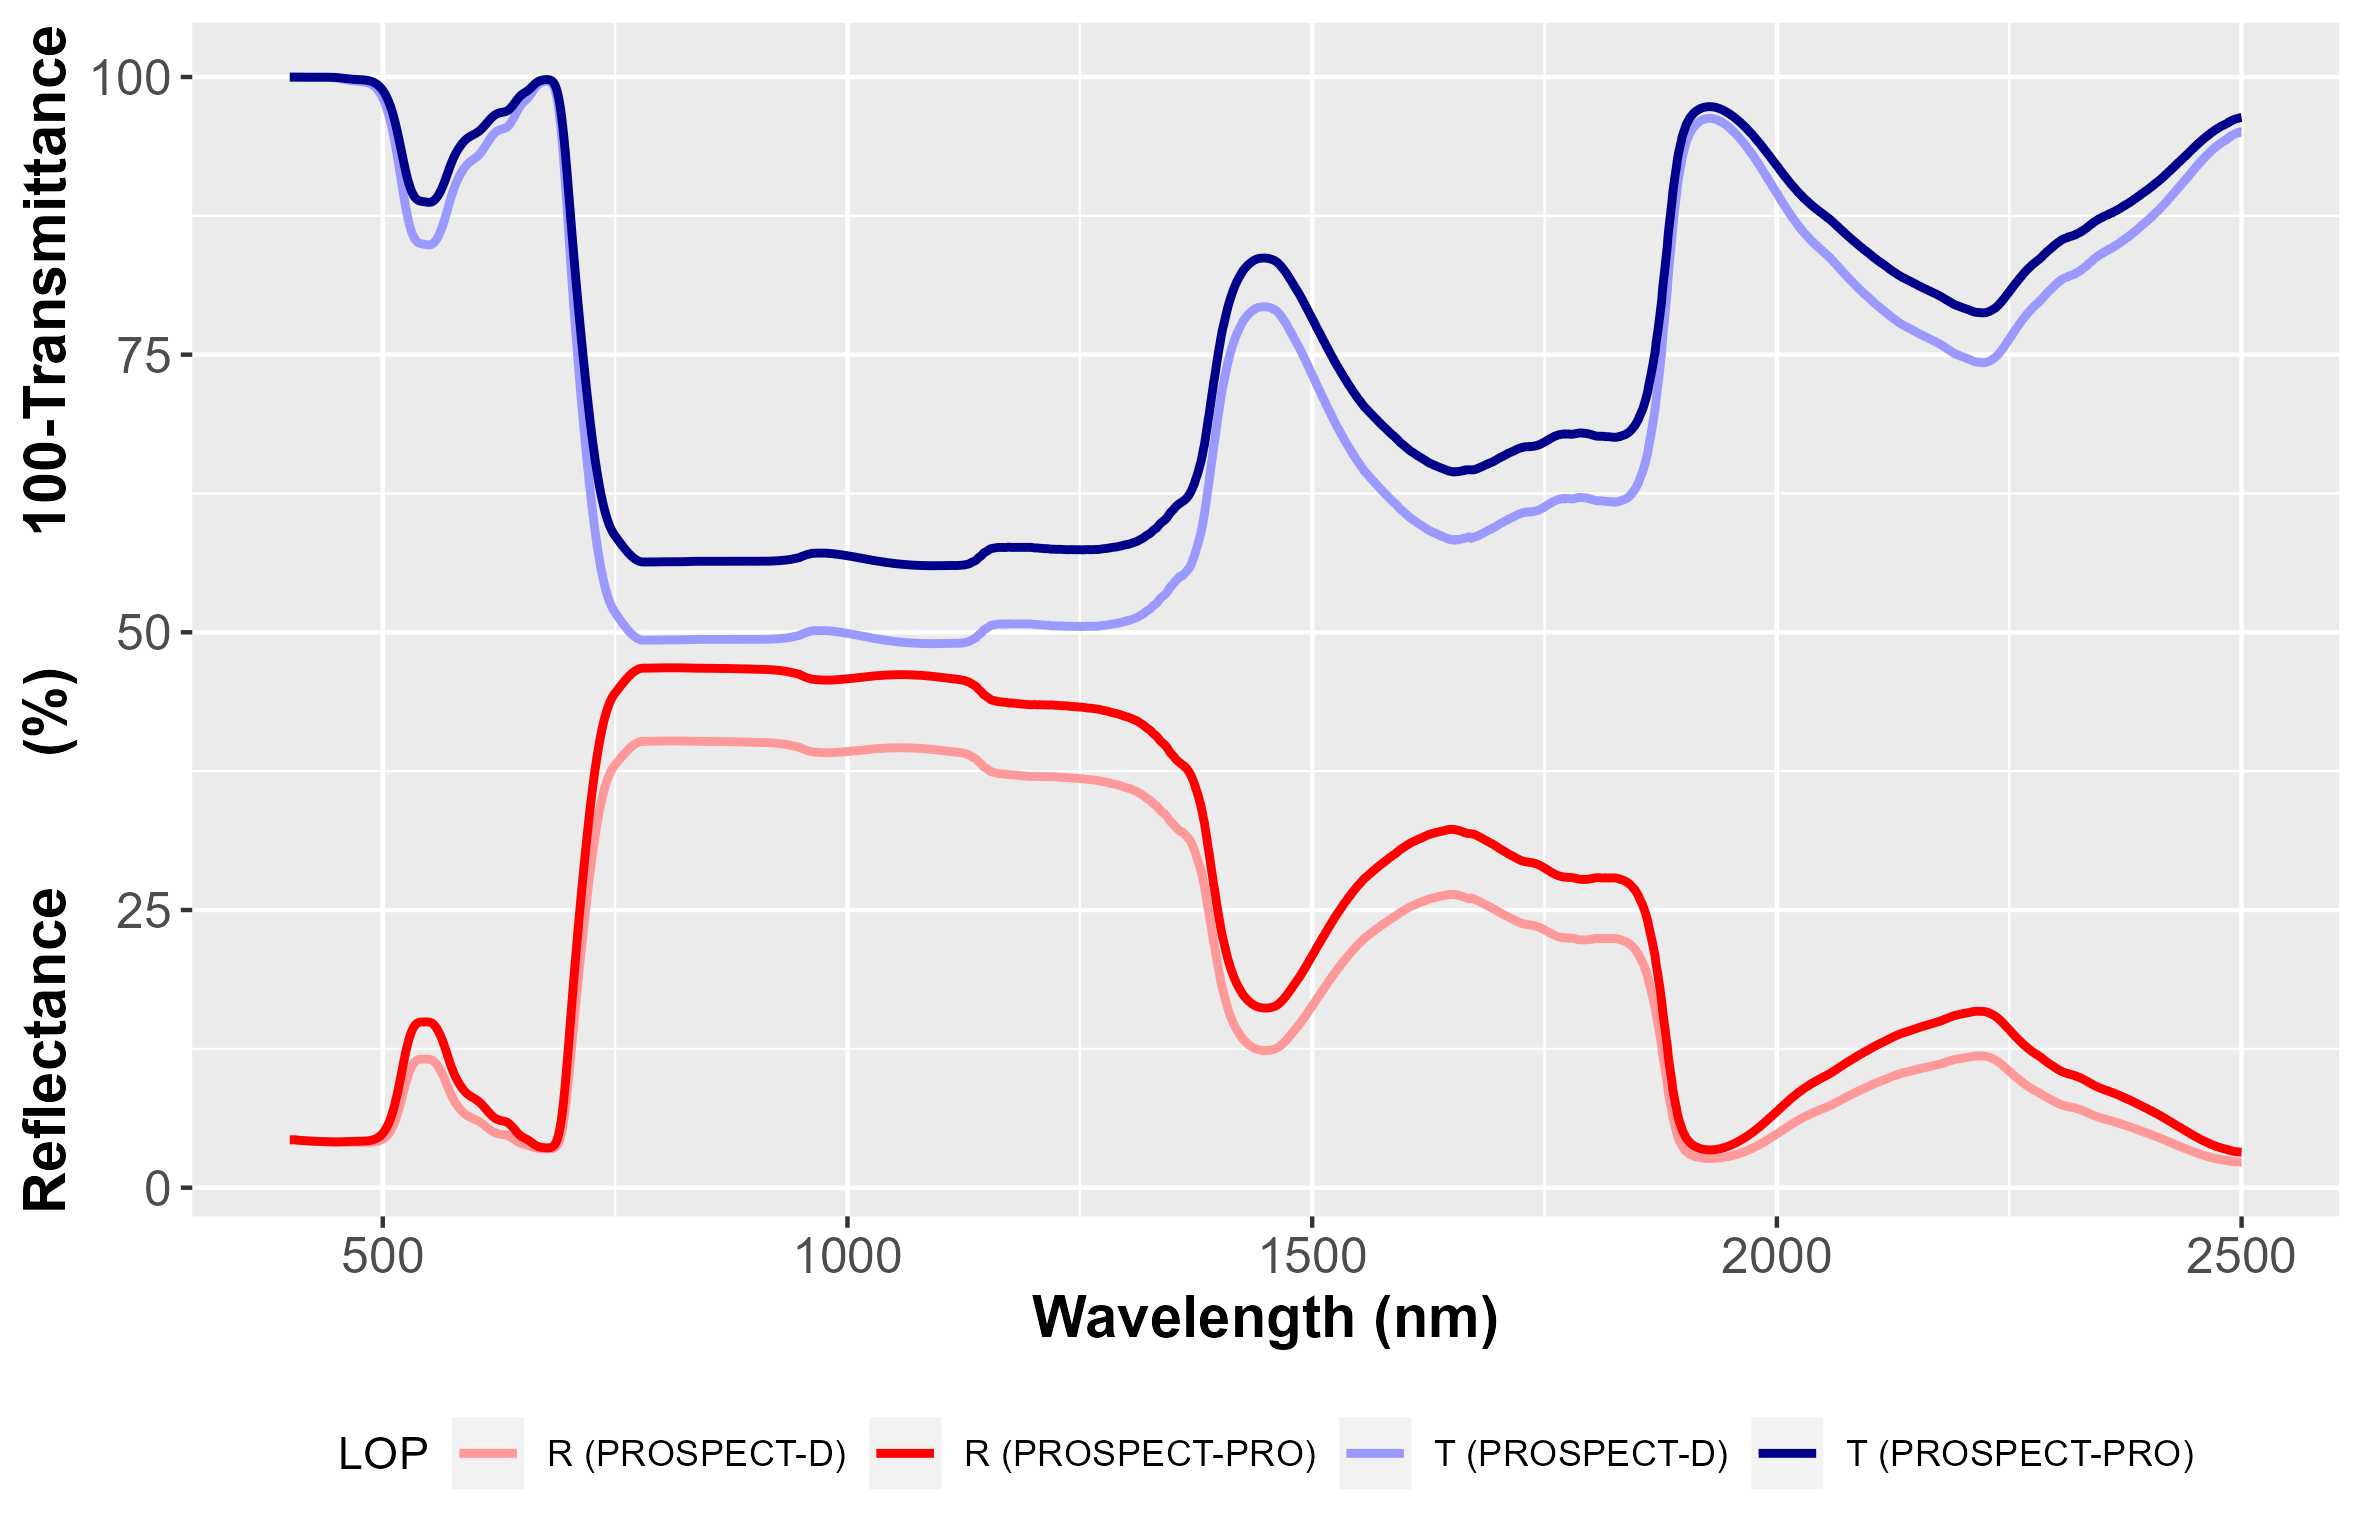 Reflectance (%) 100-Transmittance
100
75
50
25
0
500 1000 1500 2000 2500
Wavelength (nm)
LOP R (PROSPECT-D) R (PROSPECT-PRO) T (PROSPECT-D) T (PROSPECT-PRO)